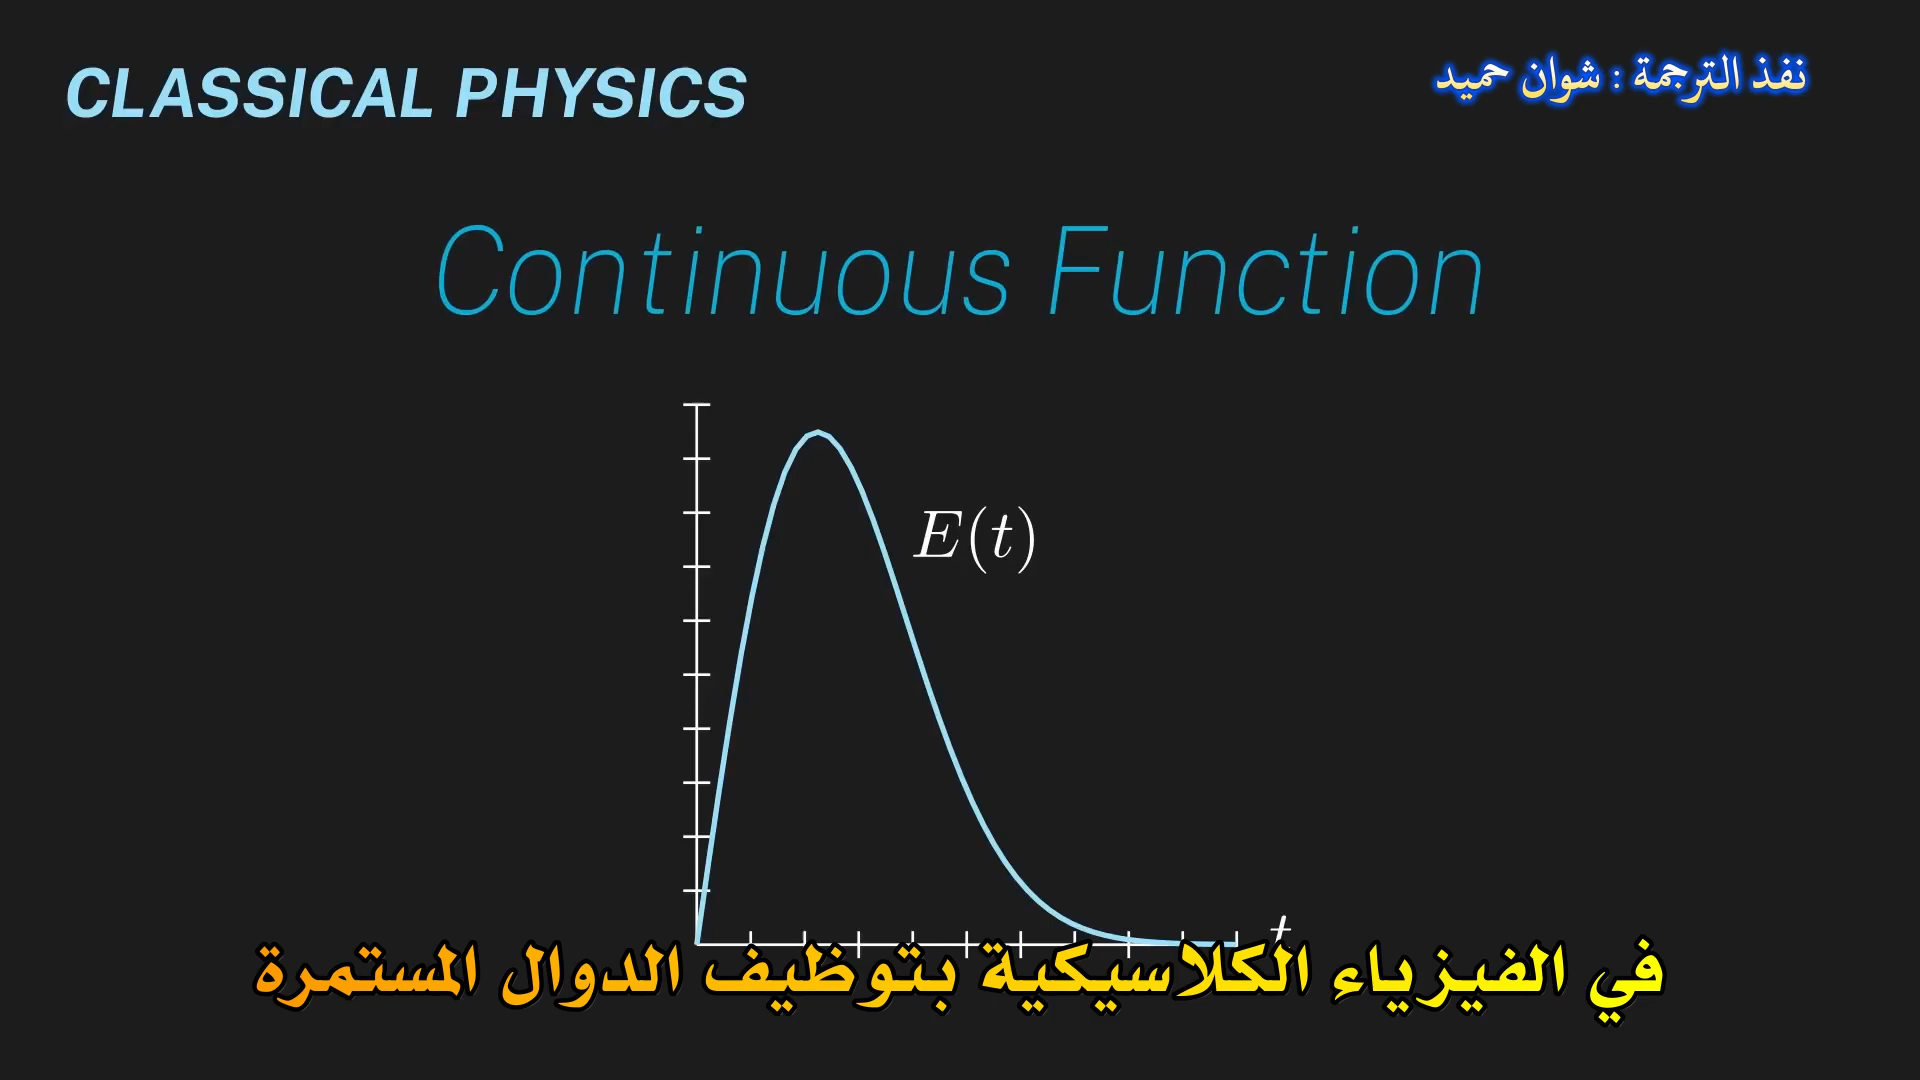 CLASSICAL PHYSICS
نفذ الترجمة : شوان حميد
Continuous Function
E(t)
t
في الفيزياء الكلاسيكية بتوظيف الدوال المستمرة